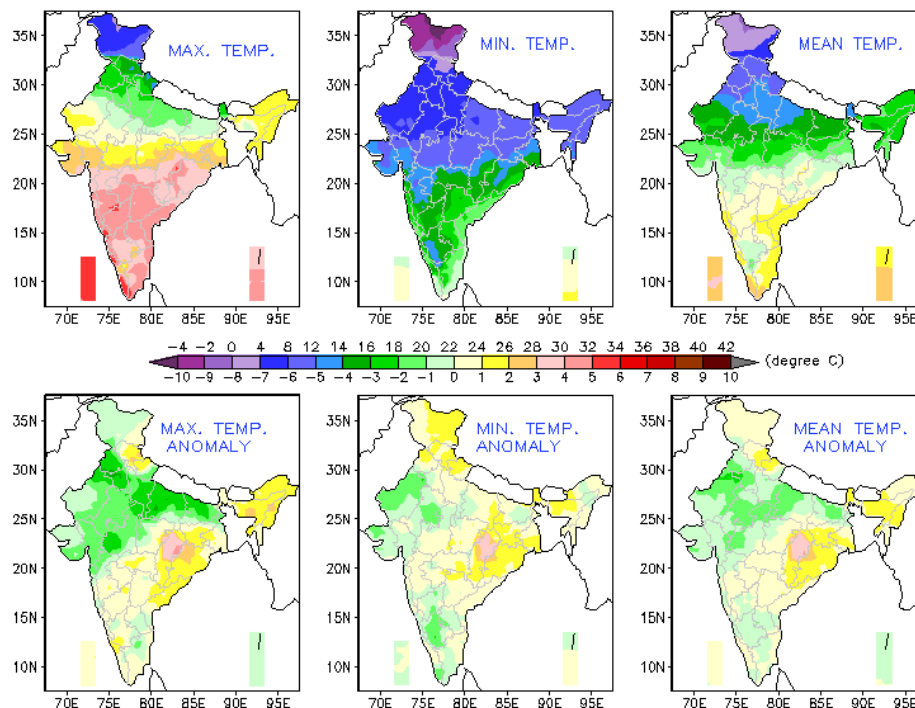 35N 30N 25N 20N 15N 10N
MAX. TEMP.
70E 75E 80E 85E 90E 95E
35N 30N 25N 20N 15N 10N
MIN. TEMP.
70E 75E 80E 85E 90E 95E
35N 30N 25N 20N 15N 10N
MEAN TEMP.
70E 75E 80E 85E 90E 95E
−4 −2 0 4 8 12 14 16 18 20 22 24 26 28 30 32 34 36 38 40 42
(degree C)
−10 −9 −8 −7 −6 −5 −4 −3 −2 −1 0 1 2 3 4 5 6 7 8 9 10
35N 30N 25N 20N 15N 10N
MAX. TEMP.
ANOMALY
70E 75E 80E 85E 90E 95E
35N 30N 25N 20N 15N 10N
MIN. TEMP.
ANOMALY
70E 75E 80E 85E 90E 95E
35N 30N 25N 20N 15N 10N
MEAN TEMP.
ANOMALY
70E 75E 80E 85E 90E 95E